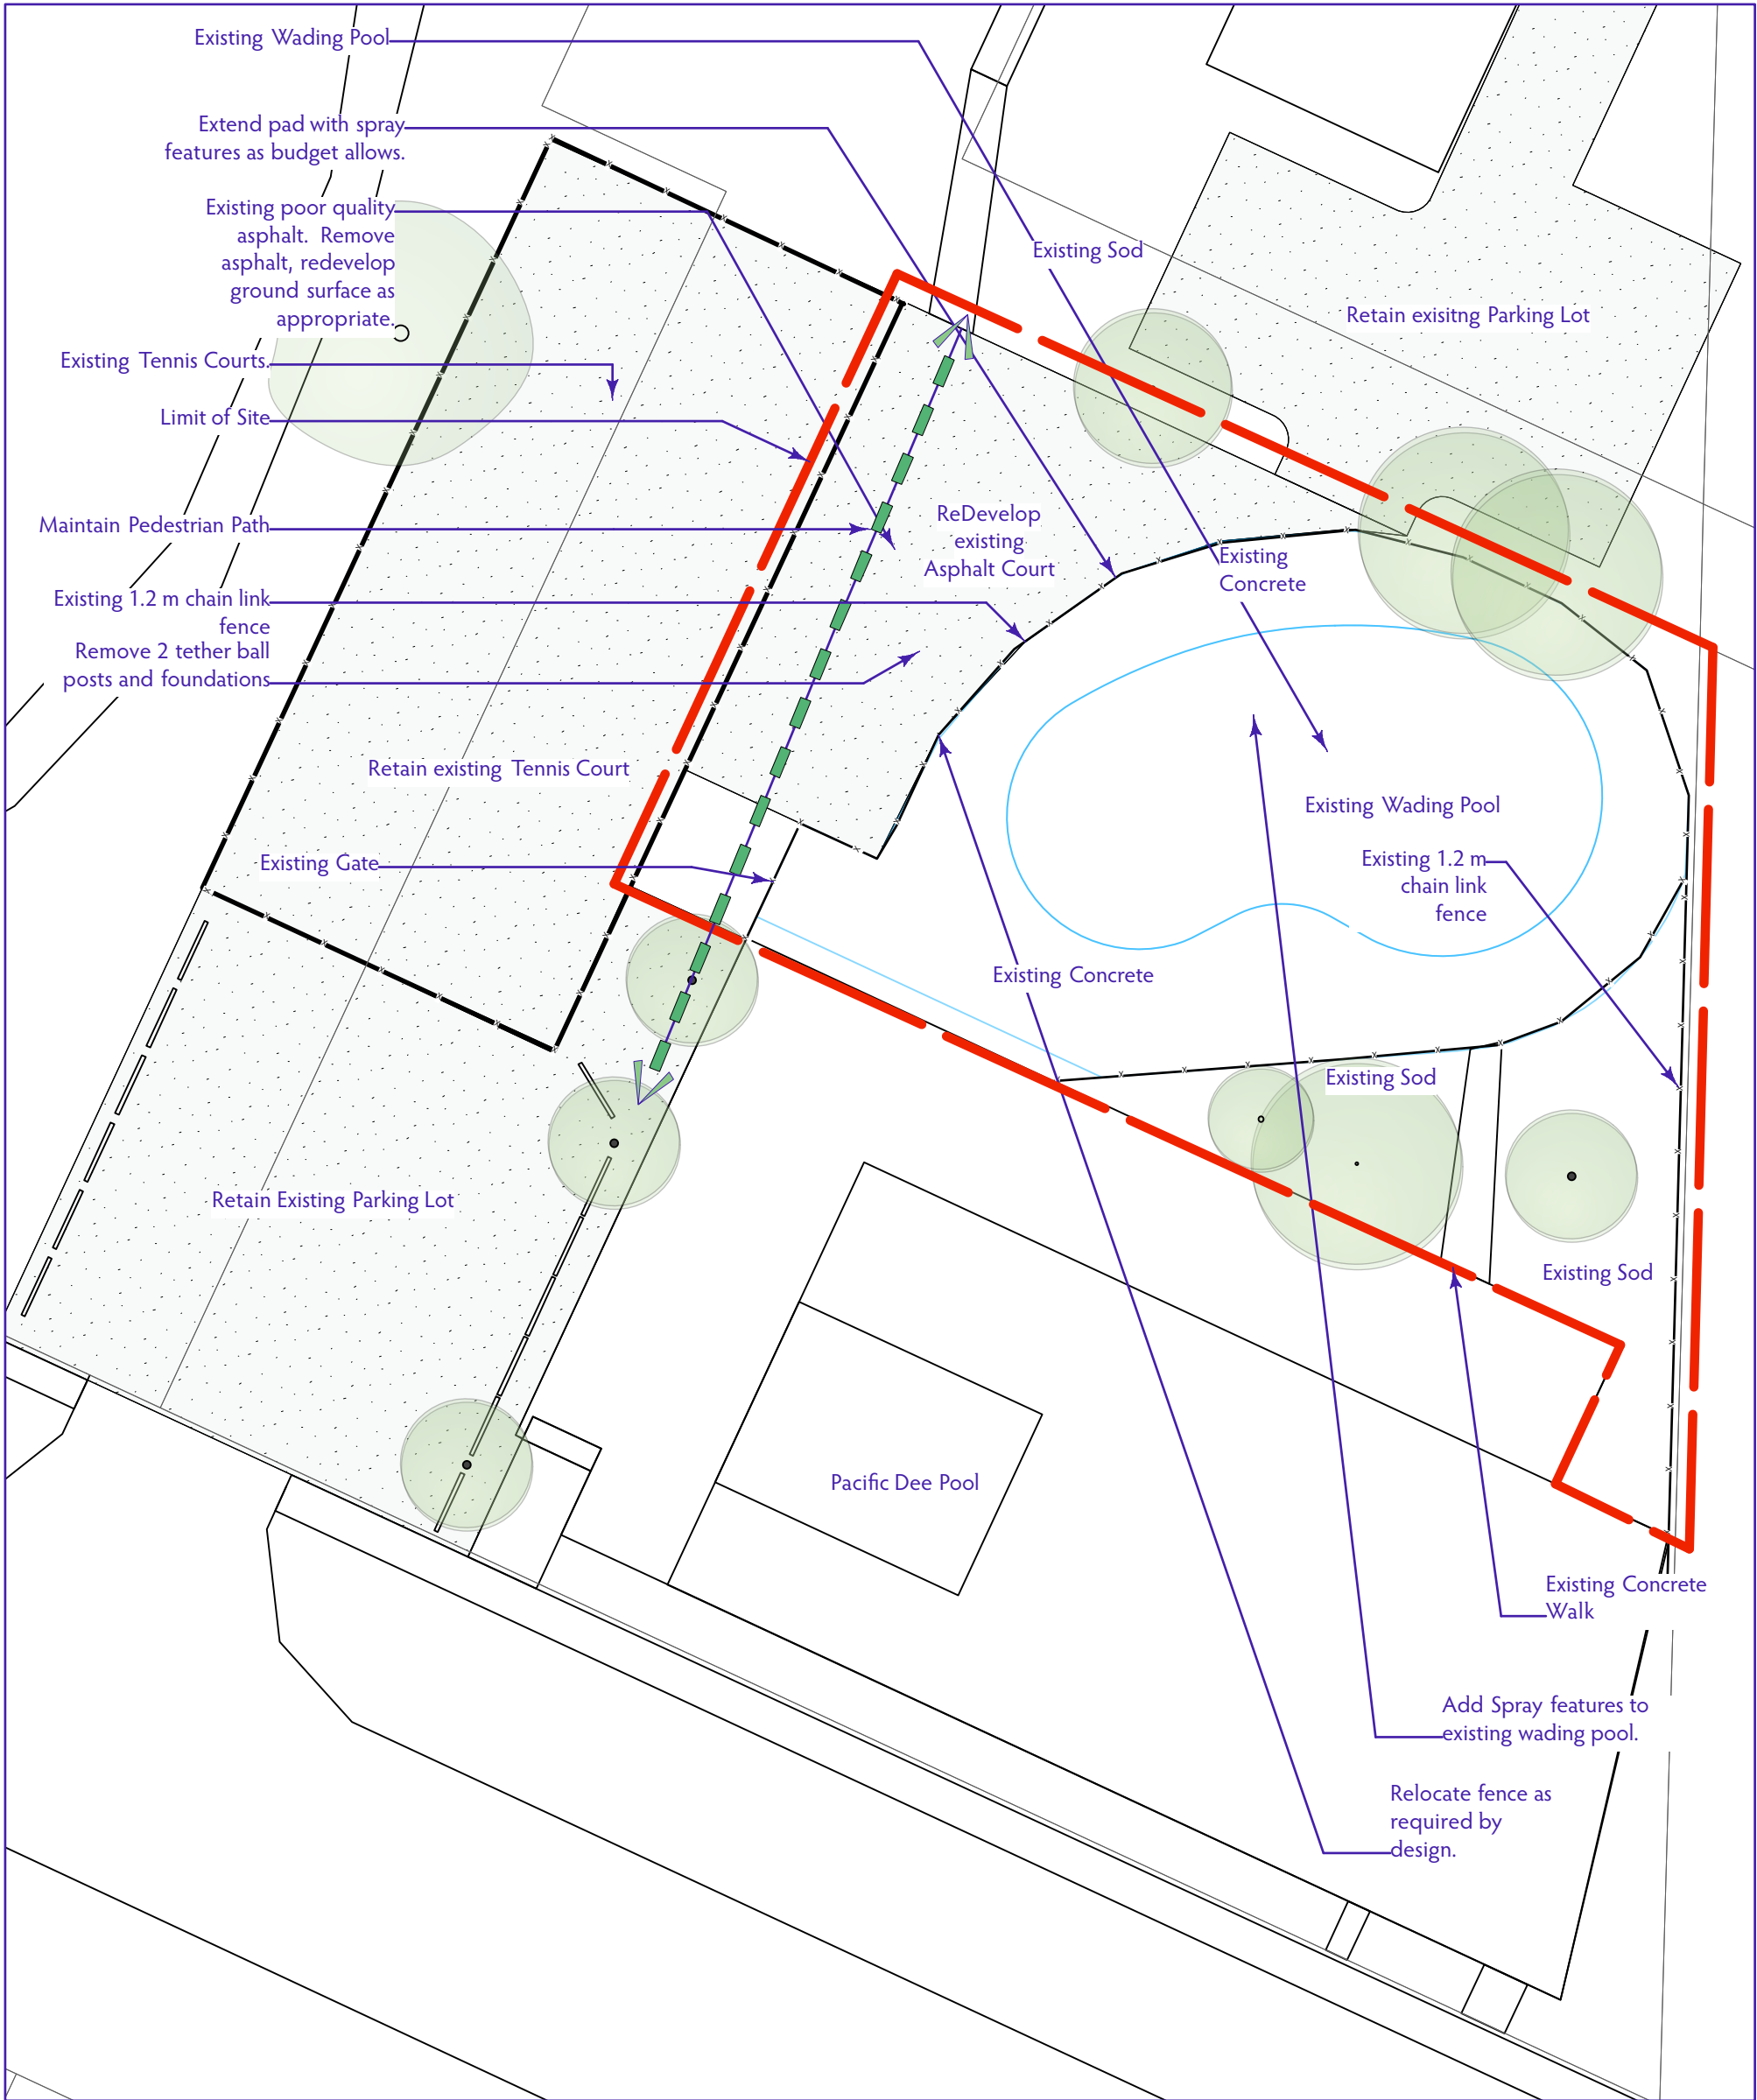 Existing Wading Pool
Extend pad with spray
features as budget allows.
Existing poor quality
asphalt. Remove
asphalt, redevelop
ground surface as
appropriate.
Existing Tennis Courts.
Limit of Site
Maintain Pedestrian Path
Existing 1.2 m chain link
fence
Remove 2 tether ball
posts and foundations
Existing Sod
Retain exisitng Parking Lot
ReDevelop
existing
Asphalt Court
Existing
Concrete
Retain existing Tennis Court
Existing Wading Pool
Existing Gate
Existing 1.2 m
chain link
fence
Existing Concrete
Existing Sod
Retain Existing Parking Lot
Existing Sod
Pacific Dee Pool
Existing Concrete
Walk
Add Spray features to
existing wading pool.
Relocate fence as
required by
design.